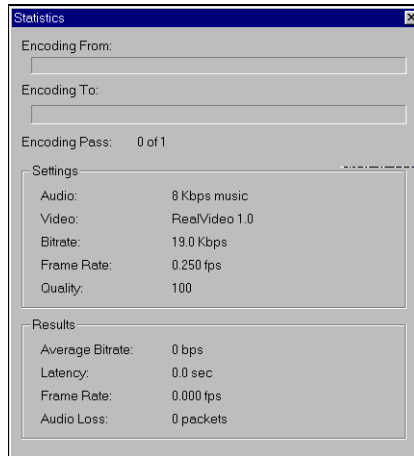 Statistics
Encoding From:
Encoding To:
Encoding Pass: 0 of 1
Settings
Audio: 8 Kbps music
Video: RealVideo 1.0
Bitrate: 19.0 Kbps
Frame Rate: 0.250 fps
Quality: 100
Results
Average Bitrate: 0 bps
Latency: 0.0 sec
Frame Rate: 0.000 fps
Audio Loss: 0 packets